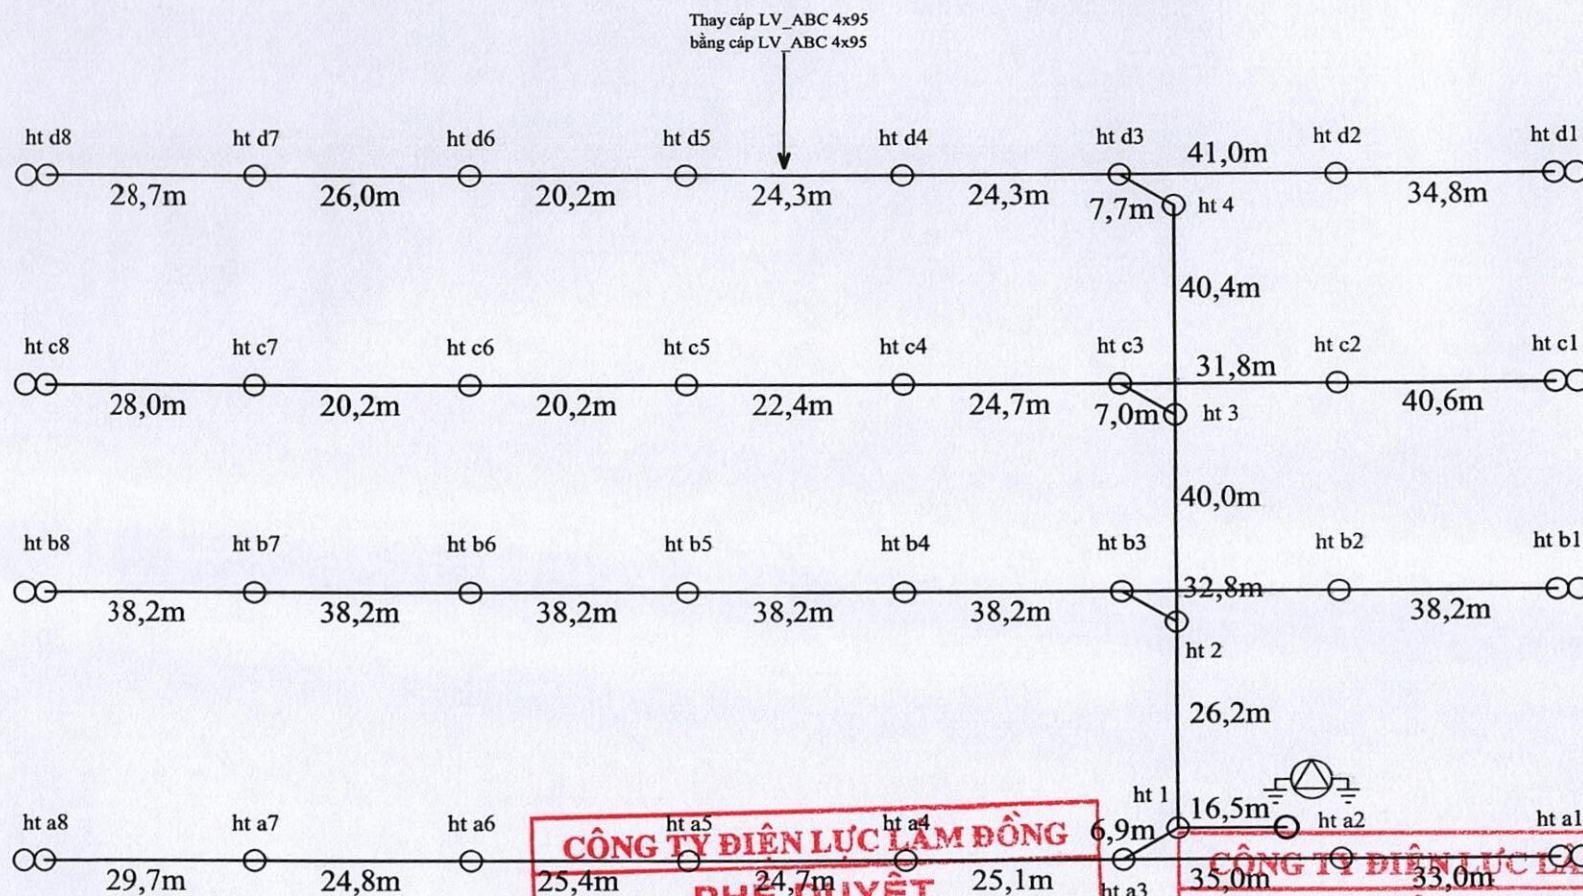 Thay cáp LV_ABC 4x95
bằng cáp LV_ABC 4x95
ht d8 ht d7 ht d6 ht d5 ht d4 ht d3 ht d2 ht d1
41,0m
28,7m 26,0m 20,2m 24,3m 24,3m 7,7m ht 4 34,8m
40,4m
ht c8 ht c7 ht c6 ht c5 ht c4 ht c3 ht c2 ht c1
31,8m
28,0m 20,2m 20,2m 22,4m 24,7m 7,0m ht 3 40,6m
40,0m
ht b8 ht b7 ht b6 ht b5 ht b4 ht b3 ht b2 ht b1
32,8m
38,2m 38,2m 38,2m 38,2m 38,2m 38,2m
ht 2
26,2m
ht 1 16,5m
ht a8 ht a7 ht a6 ht a5 ht a4 6,9m ht a2 ht a1
CÔNG TY ĐIỆN LỰC LÂM ĐỒNG
CÔNG TY ĐIỆN LỰC LÂ
29,7m 24,8m 25,4m 24,7m 25,1m ht a3 35,0m 33,0m
PHÊ DUYỆT